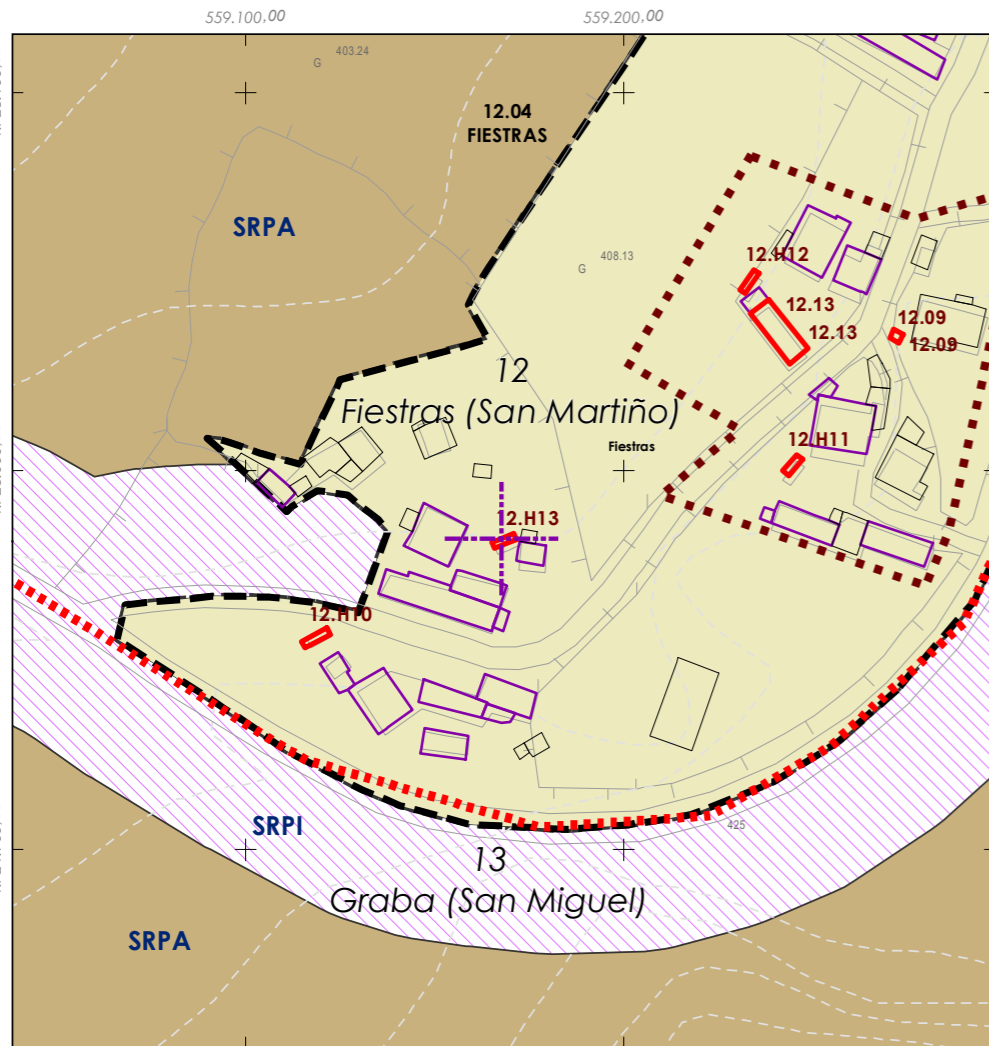 559.100,00
559.200,00
403.24
G
12.04
FIESTRAS
SRPA
408.13
G
12.H12
12.13
12.13
12.09
12.09
12
Fiestras (San Martiño)
Fiestras
12.H11
12.H13
12.H10
SRPI
425
13
Graba (San Miguel)
SRPA